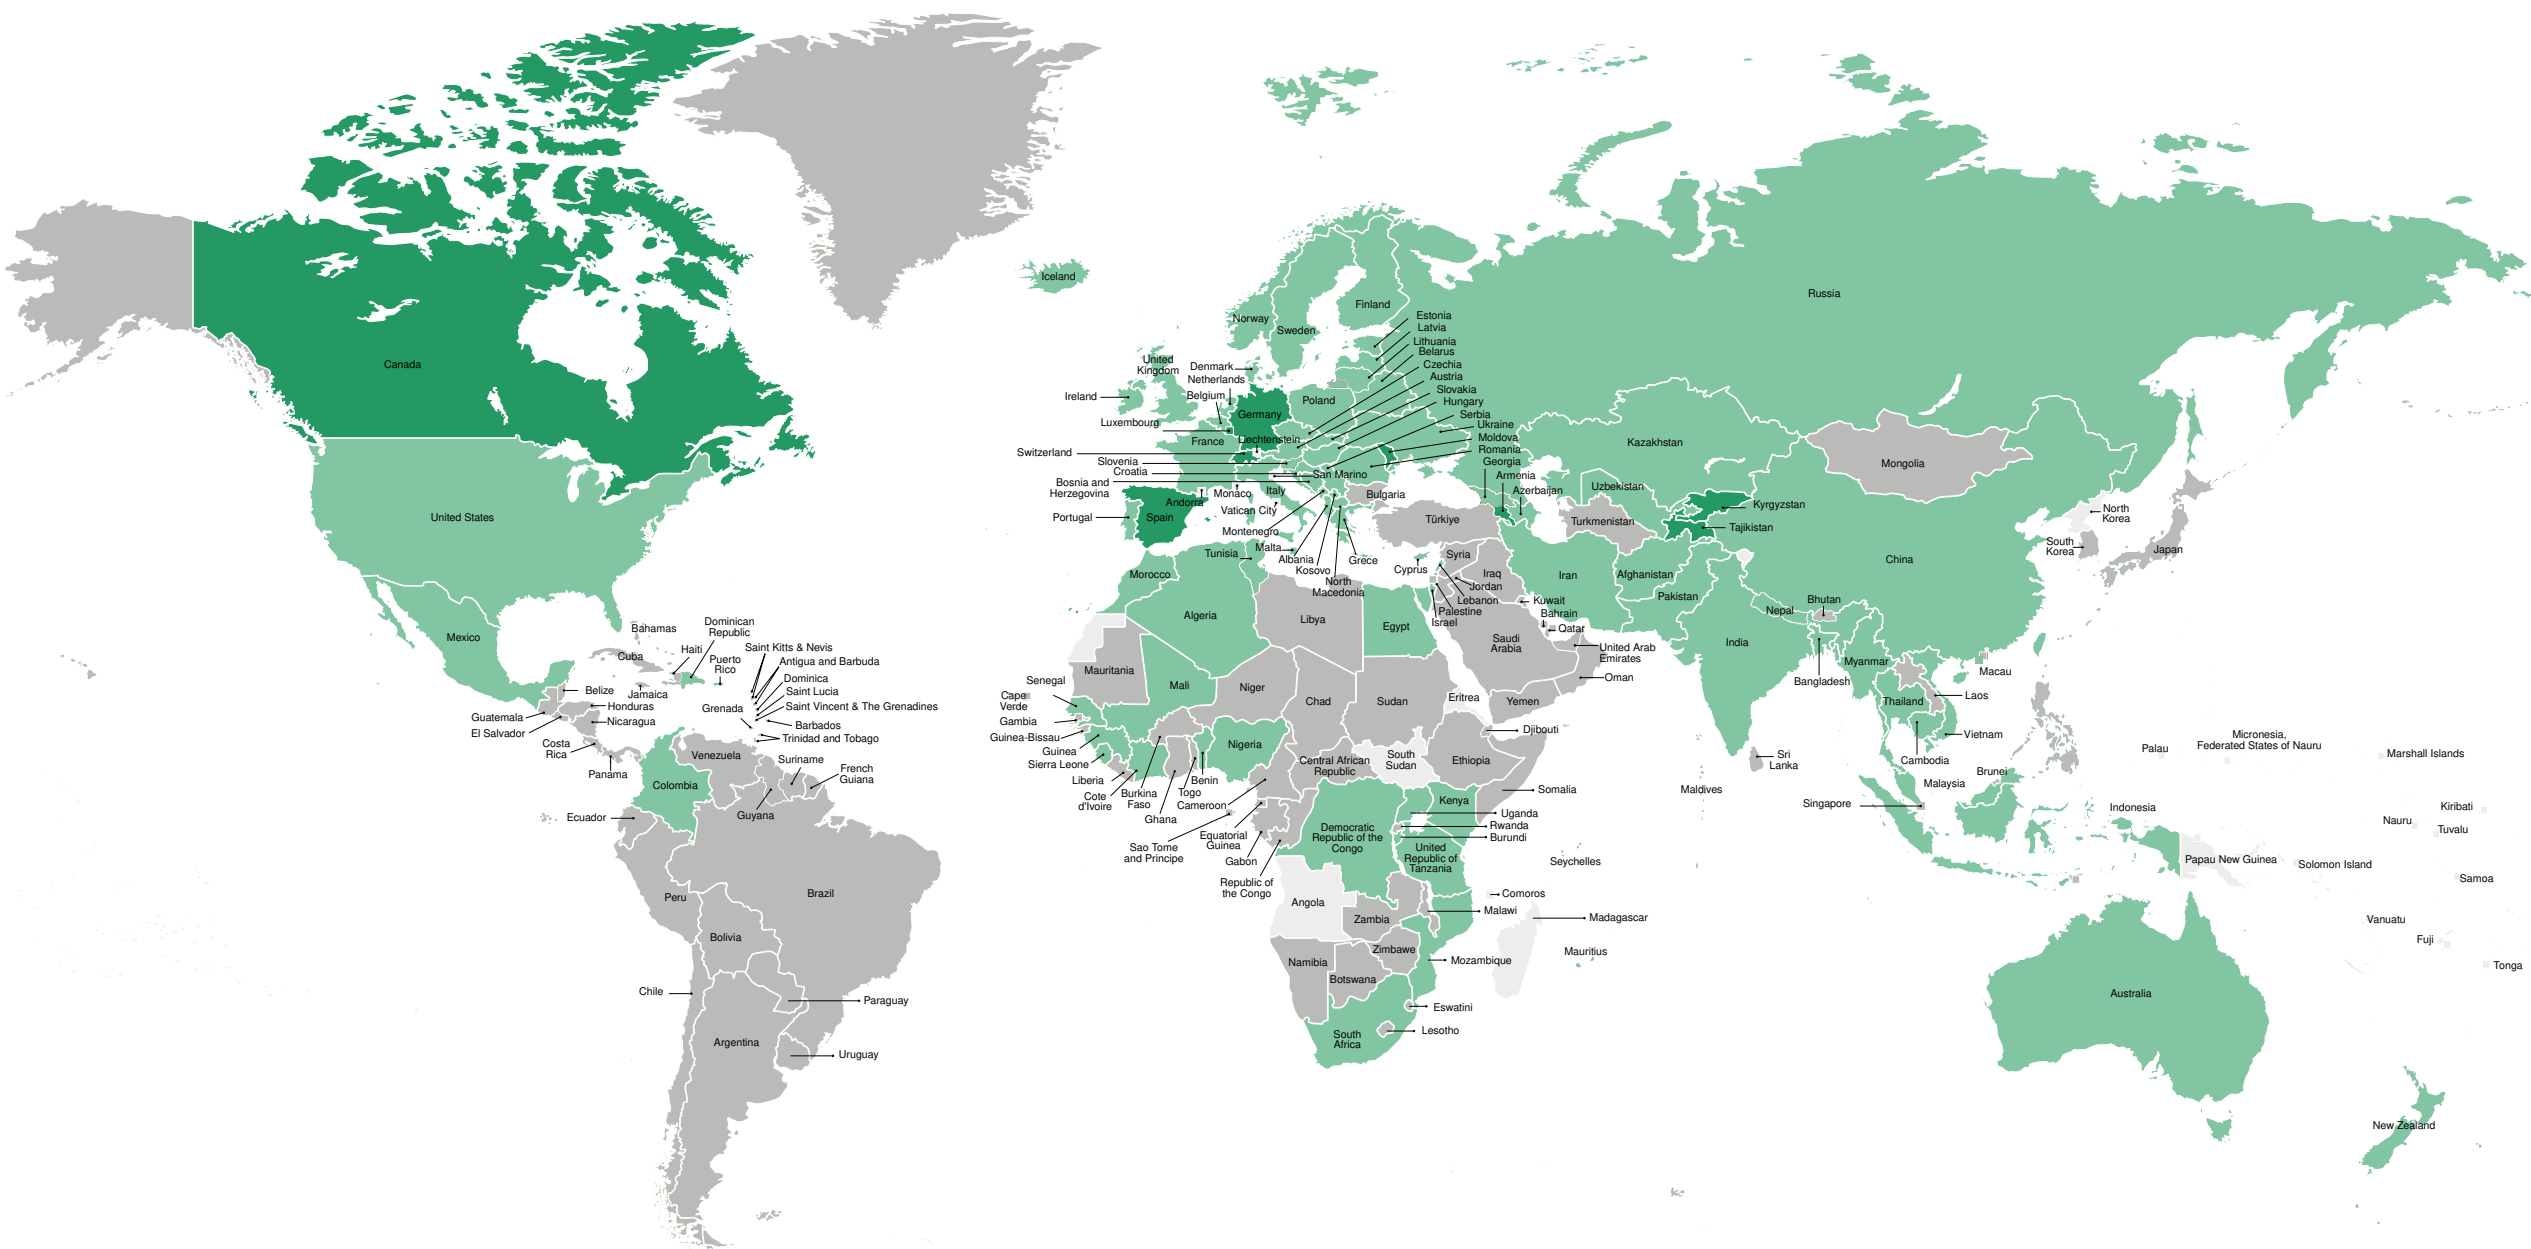 Canada
United States
Mexico
Bahamas
Cuba
Haiti
Dominican
Republic
Puerto
Rico
Saint Kitts & Nevis
Antigua and Barbuda
Dominica
Saint Lucia
Saint Vincent & The Grenadines
Grenada
Barbados
Trinidad and Tobago
Jamaica
Belize
Honduras
Nicaragua
Guatemala
El Salvador
Costa
Rica
Panama
Venezuela
Suriname
French
Guiana
Guyana
Colombia
Ecuador
Peru
Brazil
Bolivia
Chile
Paraguay
Argentina
Uruguay
Iceland
Norway
Sweden
Finland
Estonia
Latvia
Lithuania
Belarus
Czechia
Austria
Slovakia
Hungary
Serbia
Ukraine
Moldova
Romania
Georgia
Armenia
Azerbaijan
United
Kingdom
Denmark
Netherlands
Belgium
Ireland
Luxembourg
Poland
Germany
France
Liechtenstein
Switzerland
Slovenia
Croatia
Bosnia and
Herzegovina
San Marino
Andorra
Monaco
Italy
Bulgaria
Portugal
Spain
Vatican City
Montenegro
Türkiye
Tunisia
Malta
Albania
Kosovo
North
Macedonia
Grece
Cyprus
Syria
Iraq
Jordan
Lebanon
Palestine
Israel
Kuwait
Bahrain
Qatar
Saudi
Arabia
United Arab
Emirates
Oman
Yemen
Iran
Russia
Kazakhstan
Uzbekistan
Turkmenistan
Kyrgyzstan
Tajikistan
Afghanistan
Pakistan
Mongolia
China
North
Korea
South
Korea
Japan
Nepal
Bhutan
India
Bangladesh
Myanmar
Macau
Laos
Thailand
Vietnam
Cambodia
Sri
Lanka
Maldives
Malaysia
Brunei
Singapore
Indonesia
Palau
Micronesia,
Federated States of Nauru
Marshall Islands
Kiribati
Nauru
Tuvalu
Papau New Guinea
Solomon Island
Samoa
Vanuatu
Fuji
Tonga
Australia
New Zealand
Morocco
Algeria
Libya
Egypt
Mauritania
Mali
Niger
Chad
Sudan
Eritrea
Djibouti
Senegal
Cape
Verde
Gambia
Guinea-Bissau
Guinea
Sierra Leone
Liberia
Cote
d'Ivoire
Burkina
Faso
Ghana
Togo
Benin
Nigeria
Cameroon
Central African
Republic
South
Sudan
Ethiopia
Somalia
Kenya
Uganda
Rwanda
Burundi
Sao Tome
and Principe
Equatorial
Guinea
Gabon
Republic of
the Congo
Democratic
Republic of the
Congo
United
Republic of
Tanzania
Seychelles
Comoros
Angola
Zambia
Malawi
Madagascar
Zimbawe
Mozambique
Mauritius
Namibia
Botswana
Eswatini
Lesotho
South
Africa